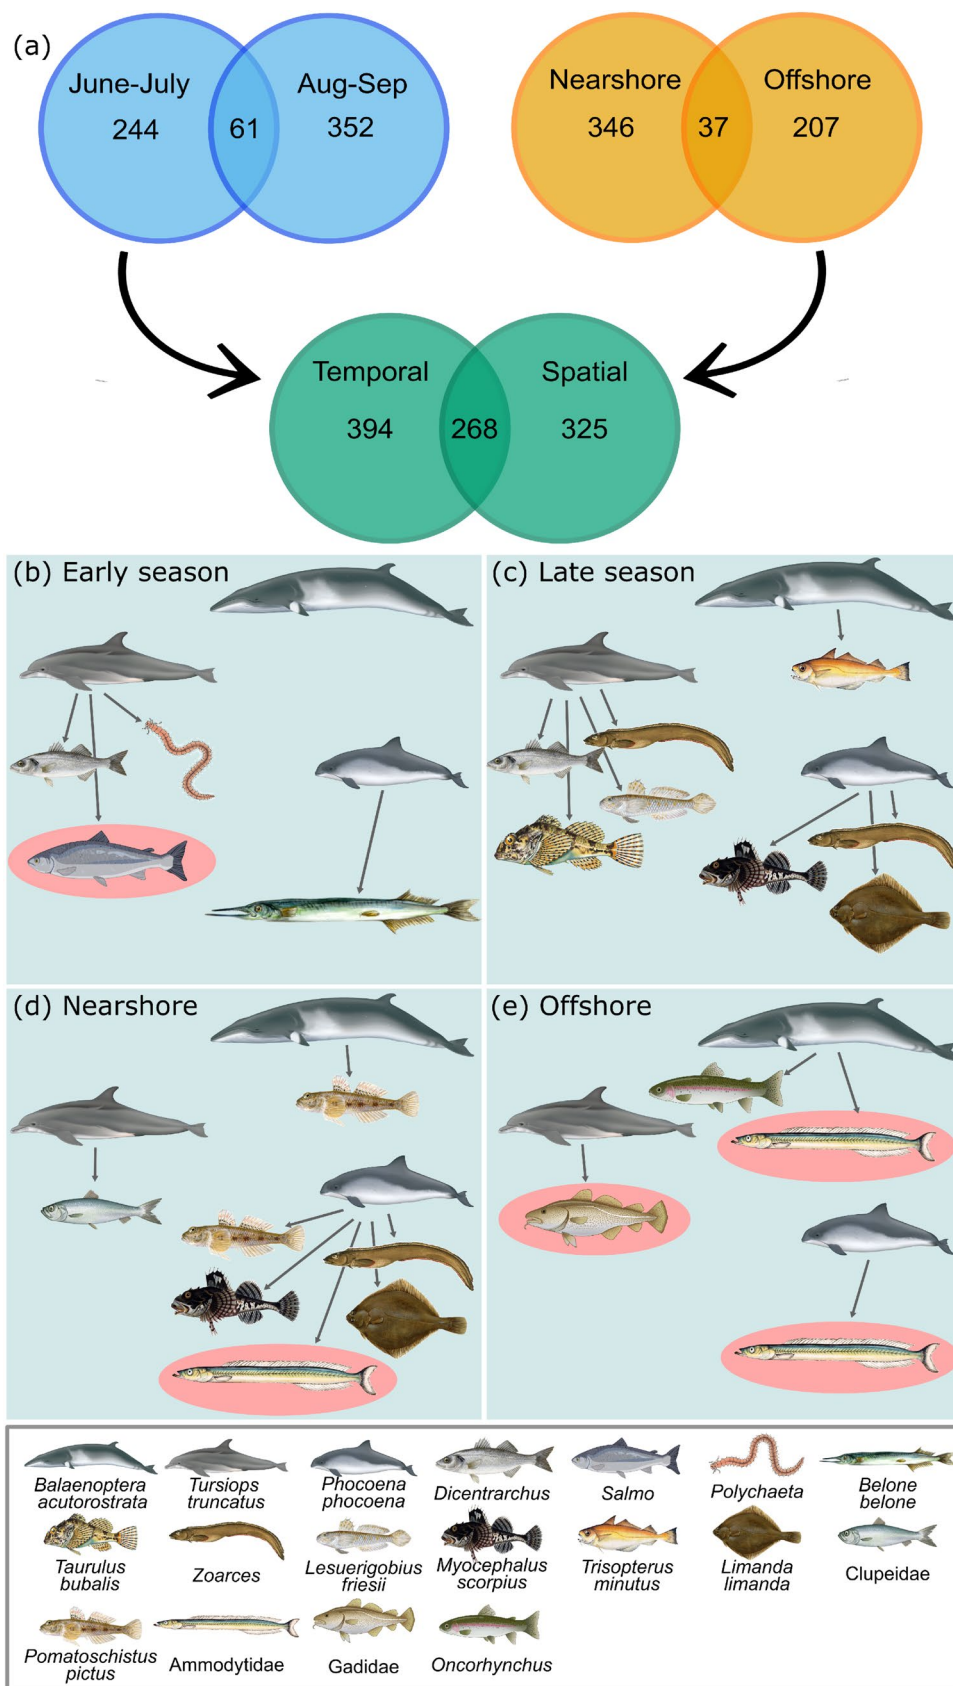 (a)
June-July
Aug-Sep
Nearshore
Offshore
244
61
352
346
37
207
Temporal
Spatial
394
268
325
(b) Early season
(c) Late season
(d) Nearshore
(e) Offshore
Balaenoptera
acutorostrata
Tursiops
truncatus
Phocoena
phocoena
Dicentrarchus
Salmo
Polychaeta
Belone
belone
Taurulus
bubalis
Zoarces
Lesuerigobius
friesii
Myocephalus
scorpius
Trisopterus
minutus
Limanda
limanda
Clupeidae
Pomatoschistus
pictus
Ammodytidae
Gadidae
Oncorhynchus